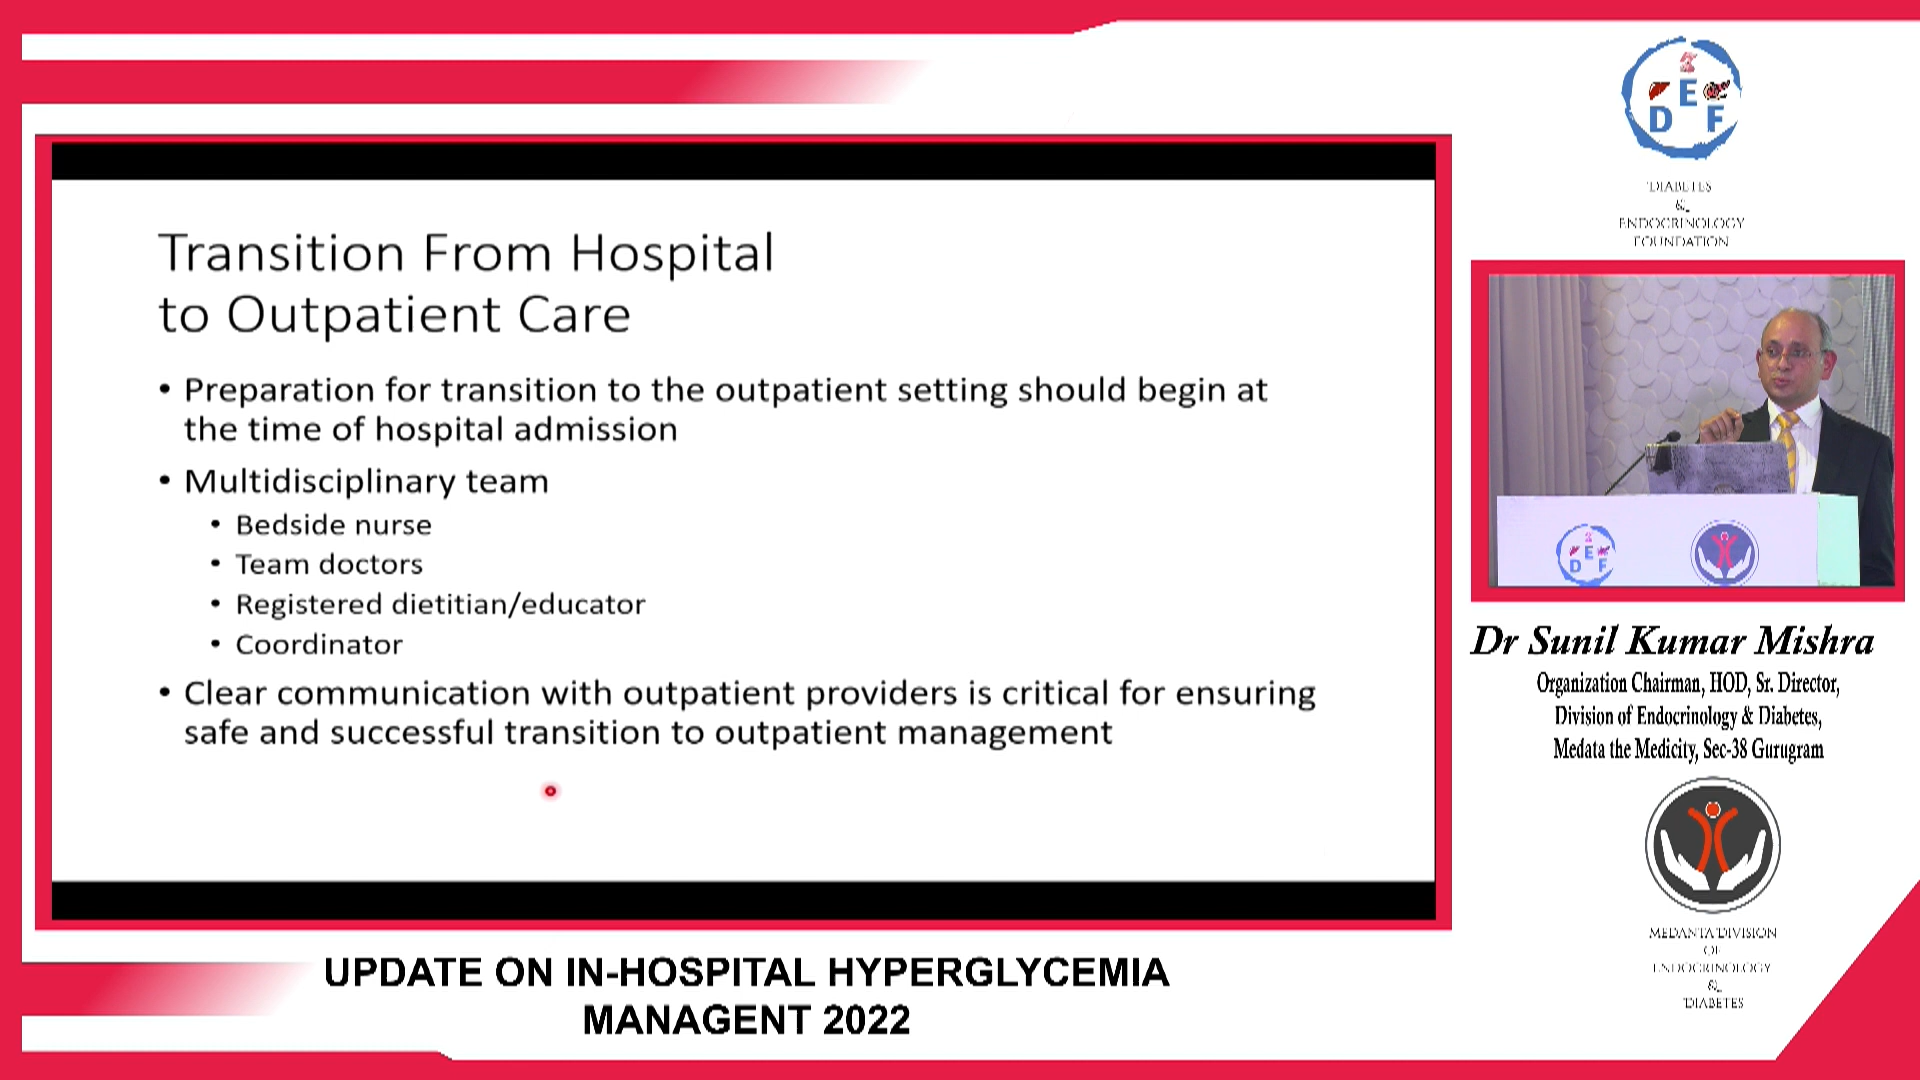 Transition From Hospital
to Outpatient Care
• Preparation for transition to the outpatient setting should begin at
the time of hospital admission
• Multidisciplinary team
• Bedside nurse
• Team doctors
• Registered dietitian/educator
• Coordinator
• Clear communication with outpatient providers is critical for ensuring
safe and successful transition to outpatient management
UPDATE ON IN-HOSPITAL HYPERGLYCEMIA
MANAGENT 2022
D E F
DIABETES
&
ENDOCRINOLOGY
FOUNDATION
D E F
Dr Sunil Kumar Mishra
Organization Chairman, HOD, Sr. Director,
Division of Endocrinology & Diabetes,
Medata the Medicity, Sec-38 Gurugram
MEDANTA DIVISION
OF
ENDOCRINOLOGY
&
DIABETES